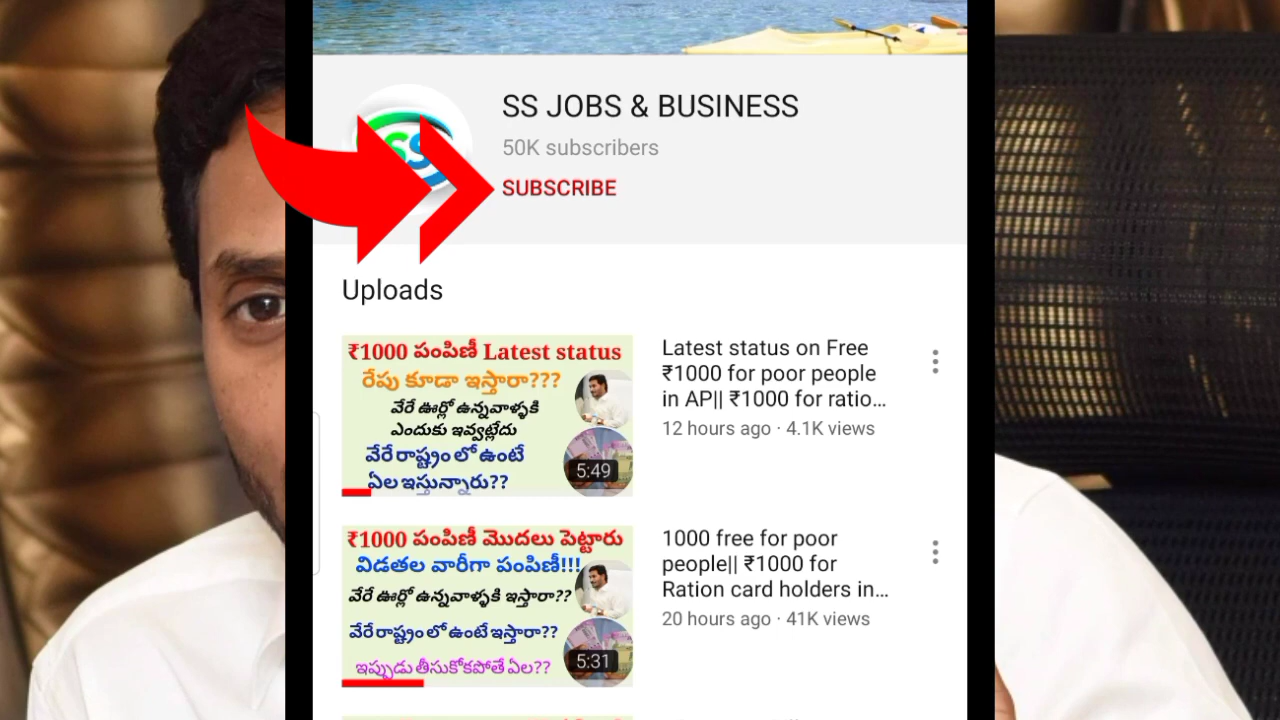 SS JOBS & BUSINESS
SS
50K subscribers
SUBSCRIBE
Uploads
₹1000 పంపిణీ Latest status
రేపు కూడా ఇస్తారా???
వేరే ఊర్లో ఉన్నవాళ్ళకి
ఎందుకు ఇవ్వట్లేదు
వేరే రాష్ట్రం లో ఉంటే
ఏల ఇస్తున్నారు??
5:49
Latest status on Free
₹1000 for poor people
in AP|| ₹1000 for ratio...
12 hours ago · 4.1K views
₹1000 పంపిణీ మొదలు పెట్టారు
విడతల వారీగా పంపిణీ!!!
వేరే ఊర్లో ఉన్నవాళ్ళకి ఇస్తారా??
వేరే రాష్ట్రం లో ఉంటే ఇస్తారా??
ఇప్పుడు తీసుకోకపోతే ఏల??
5:31
1000 free for poor
people|| ₹1000 for
Ration card holders in...
20 hours ago · 41K views